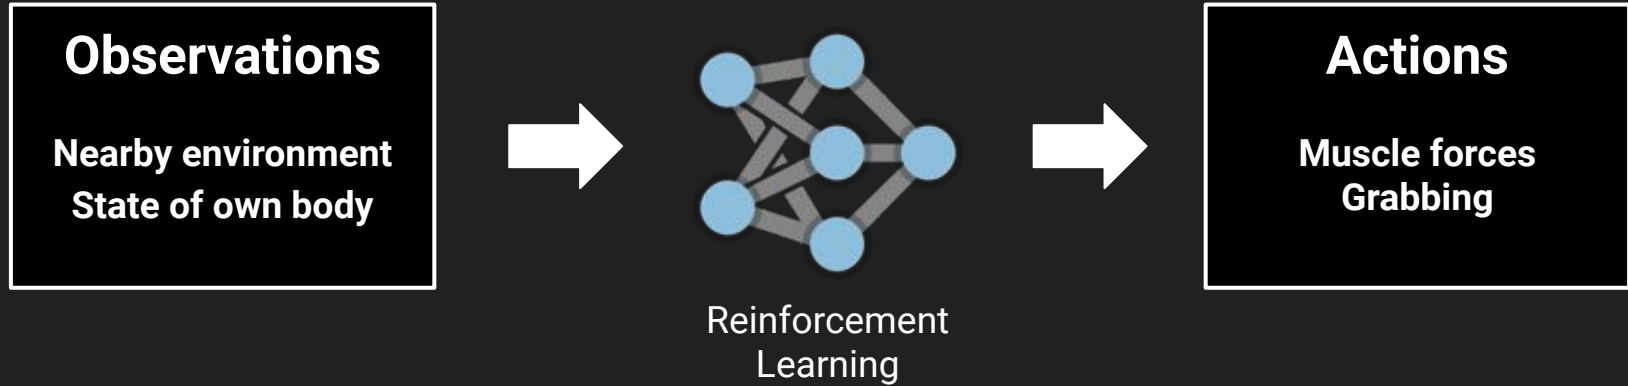 Observations
Nearby environment
State of own body
Reinforcement
Learning
Actions
Muscle forces
Grabbing